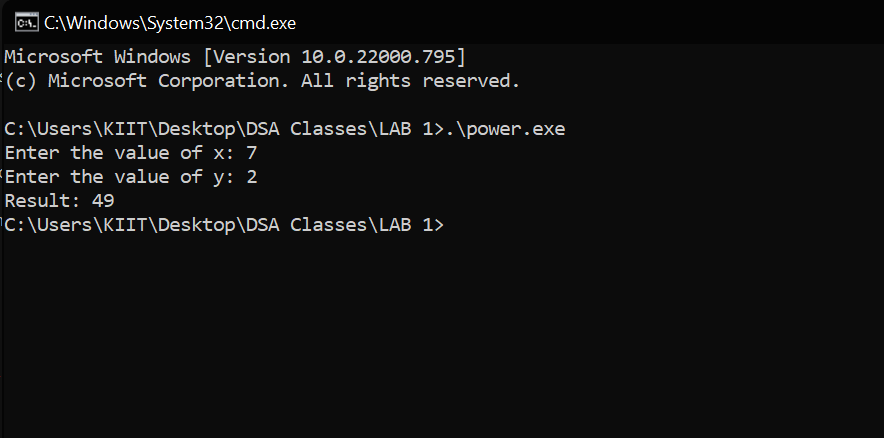 C:\Windows\System32\cmd.exe
Microsoft Windows [Version 10.0.22000.795]
(c) Microsoft Corporation. All rights reserved.
C:\Users\KIIT\Desktop\DSA Classes\LAB 1>.\power.exe
Enter the value of x: 7
Enter the value of y: 2
Result: 49
C:\Users\KIIT\Desktop\DSA Classes\LAB 1>